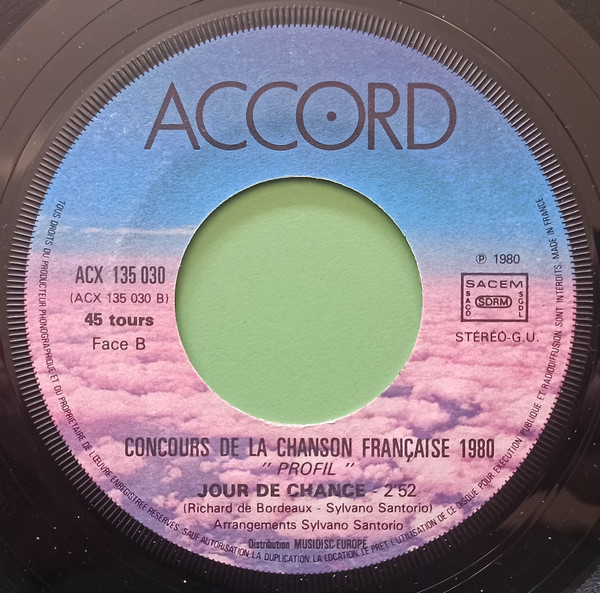 ACCORD
ACX 135 030
(ACX 135 030 B)
45 tours
Face B
℗ 1980
SACEM
SACD
SDRM
SGDL
STÉRÉO-G.U.
CONCOURS DE LA CHANSON FRANÇAISE 1980
" PROFIL "
JOUR DE CHANCE - 2'52
(Richard de Bordeaux - Sylvano Santorio)
Arrangements Sylvano Santorio
Distribution MUSIDISC-EUROPE
TOUS DROITS DU PRODUCTEUR PHONOGRAPHIQUE ET DU PROPRIETAIRE DE L'ŒUVRE ENREGISTREE RESERVES. SAUF AUTORISATION, LA DUPLICATION, LA LOCATION, LE PRET, L'UTILISATION DE CE DISQUE POUR EXECUTION PUBLIQUE ET RADIODIFFUSION SONT INTERDITS. MADE IN FRANCE.